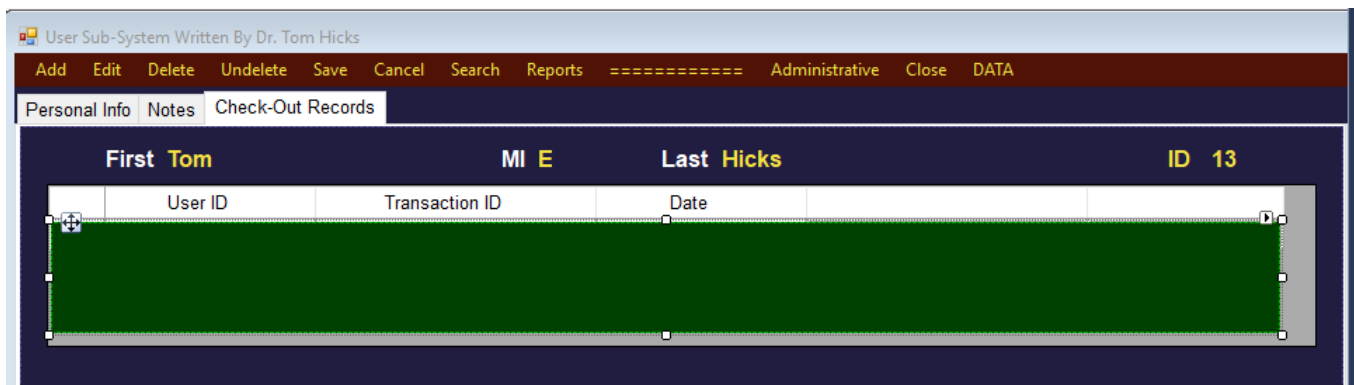 User Sub-System Written By Dr. Tom Hicks
Add Edit Delete Undelete Save Cancel Search Reports ============ Administrative Close DATA
Personal Info Notes Check-Out Records
First Tom MI E Last Hicks ID 13
User ID Transaction ID Date